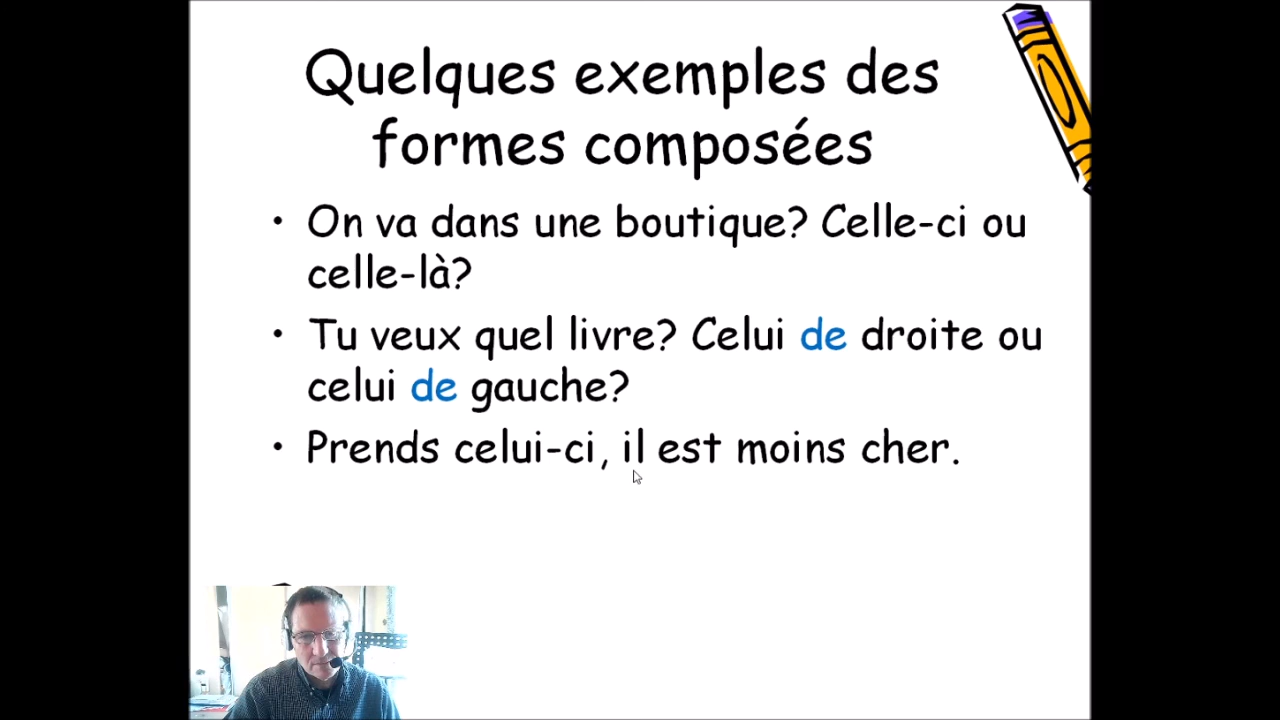 Quelques exemples des
formes composées
• On va dans une boutique? Celle-ci ou
celle-là?
• Tu veux quel livre? Celui de droite ou
celui de gauche?
• Prends celui-ci, il est moins cher.